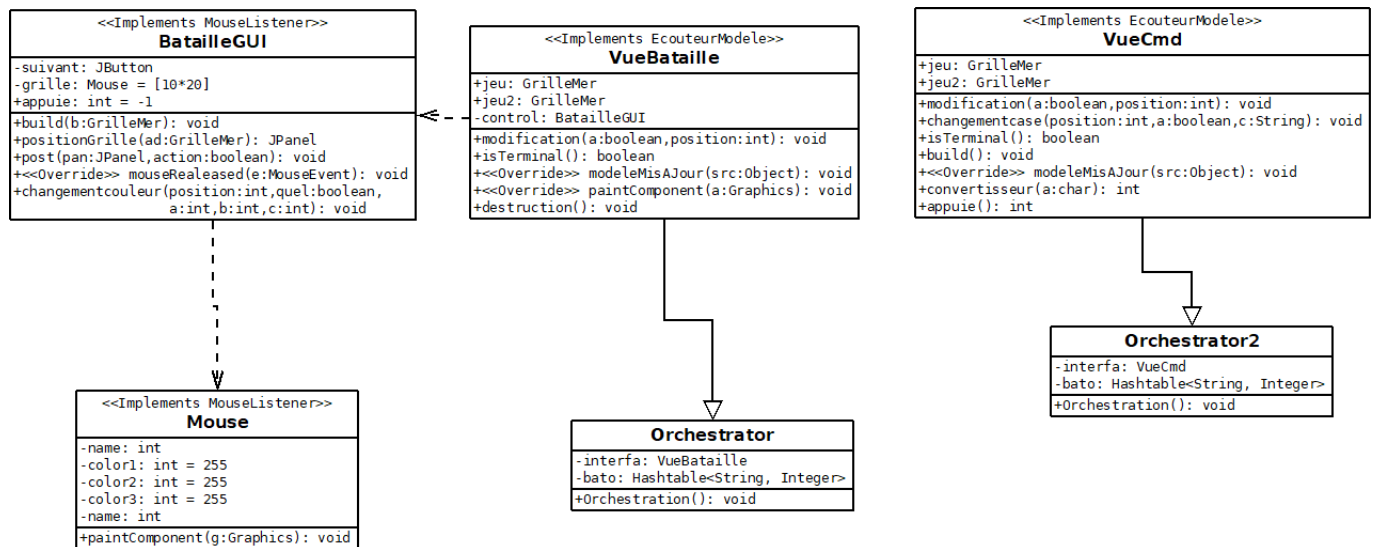 <<Implements MouseListener>>
BatailleGUI
-suivant: JButton
-grille: Mouse = [10*20]
+appuie: int = -1
+build(b:GrilleMer): void
+positionGrille(ad:GrilleMer): JPanel
+post(pan:JPanel,action:boolean): void
+<<Override>> mouseRealeased(e:MouseEvent): void
+changementcouleur(position:int,quel:boolean,
a:int,b:int,c:int): void
<<Implements EcouteurModele>>
VueBataille
+jeu: GrilleMer
+jeu2: GrilleMer
-control: BatailleGUI
+modification(a:boolean,position:int): void
+isTerminal(): boolean
+<<Override>> modeleMisAJour(src:Object): void
+<<Override>> paintComponent(a:Graphics): void
+destruction(): void
<<Implements EcouteurModele>>
VueCmd
+jeu: GrilleMer
+jeu2: GrilleMer
+modification(a:boolean,position:int): void
+changementcase(position:int,a:boolean,c:String): void
+isTerminal(): boolean
+build(): void
+<<Override>> modeleMisAJour(src:Object): void
+convertisseur(a:char): int
+appuie(): int
<<Implements MouseListener>>
Mouse
-name: int
-color1: int = 255
-color2: int = 255
-color3: int = 255
-name: int
+paintComponent(g:Graphics): void
Orchestrator
-interfa: VueBataille
-bato: Hashtable<String, Integer>
+Orchestration(): void
Orchestrator2
-interfa: VueCmd
-bato: Hashtable<String, Integer>
+Orchestration(): void